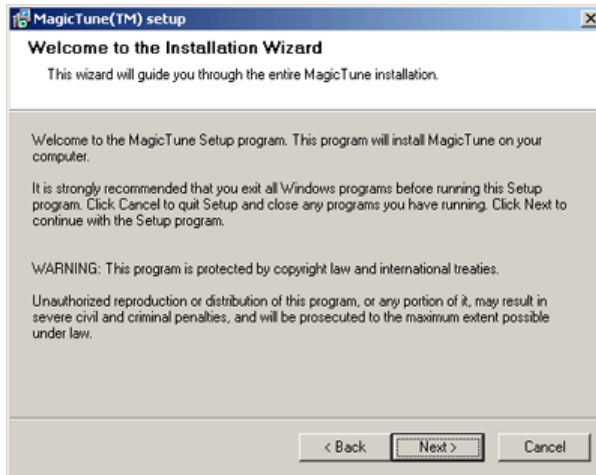 MagicTune(TM) setup
Welcome to the Installation Wizard
This wizard will guide you through the entire MagicTune installation.
Welcome to the MagicTune Setup program. This program will install MagicTune on your
computer.
It is strongly recommended that you exit all Windows programs before running this Setup
program. Click Cancel to quit Setup and close any programs you have running. Click Next to
continue with the Setup program.
WARNING: This program is protected by copyright law and international treaties.
Unauthorized reproduction or distribution of this program, or any portion of it, may result in
severe civil and criminal penalties, and will be prosecuted to the maximum extent possible
under law.
< Back Next > Cancel